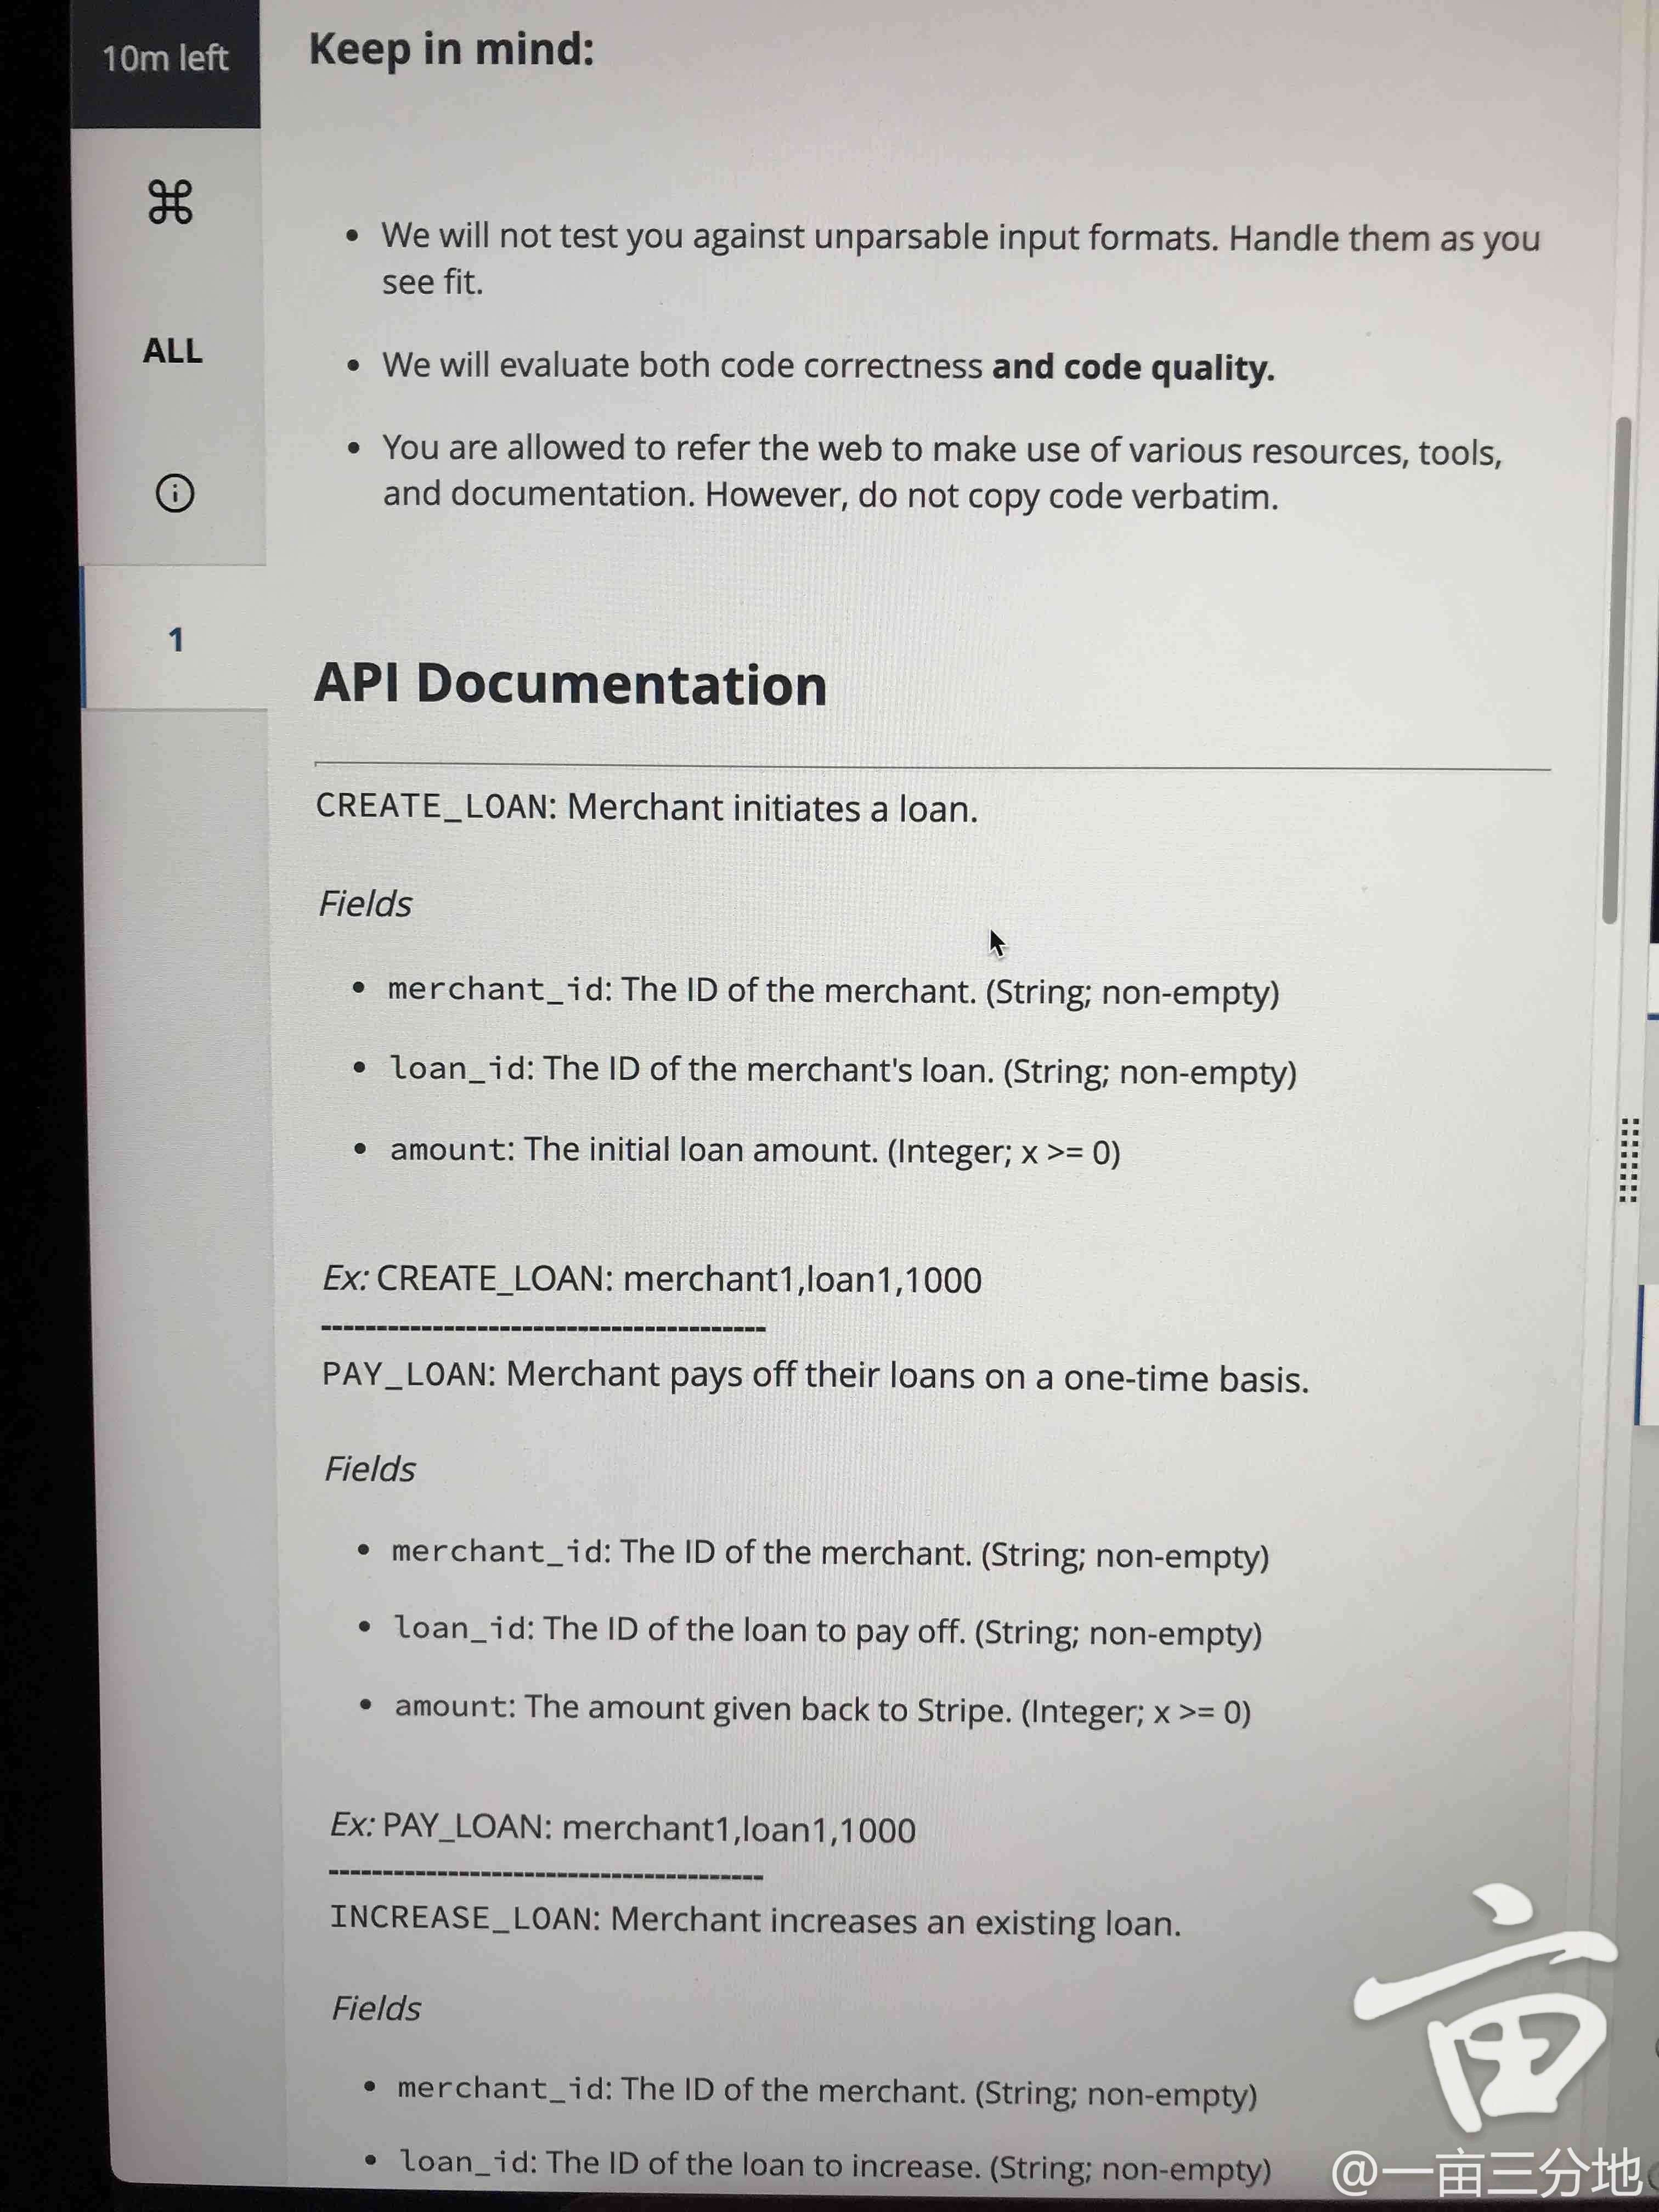 10m left
ALL
1
Keep in mind:
• We will not test you against unparsable input formats. Handle them as you
see fit.
• We will evaluate both code correctness and code quality.
• You are allowed to refer the web to make use of various resources, tools,
and documentation. However, do not copy code verbatim.
API Documentation
CREATE_LOAN: Merchant initiates a loan.
Fields
• merchant_id: The ID of the merchant. (String; non-empty)
• loan_id: The ID of the merchant's loan. (String; non-empty)
• amount: The initial loan amount. (Integer; x >= 0)
Ex: CREATE_LOAN: merchant1,loan1,1000
----------------------------------------
PAY_LOAN: Merchant pays off their loans on a one-time basis.
Fields
• merchant_id: The ID of the merchant. (String; non-empty)
• loan_id: The ID of the loan to pay off. (String; non-empty)
• amount: The amount given back to Stripe. (Integer; x >= 0)
Ex: PAY_LOAN: merchant1,loan1,1000
----------------------------------------
INCREASE_LOAN: Merchant increases an existing loan.
Fields
• merchant_id: The ID of the merchant. (String; non-empty)
• loan_id: The ID of the loan to increase. (String; non-empty)
亩
@一亩三分地